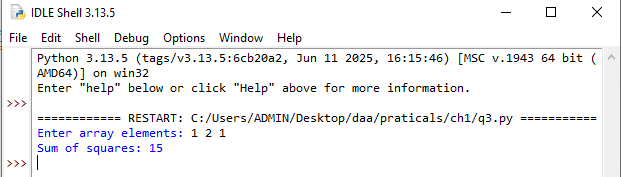 IDLE Shell 3.13.5
File Edit Shell Debug Options Window Help
Python 3.13.5 (tags/v3.13.5:6cb20a2, Jun 11 2025, 16:15:46) [MSC v.1943 64 bit (
AMD64)] on win32
Enter "help" below or click "Help" above for more information.
>>>
============ RESTART: C:/Users/ADMIN/Desktop/daa/praticals/ch1/q3.py ===========
Enter array elements: 1 2 1
Sum of squares: 15
>>>